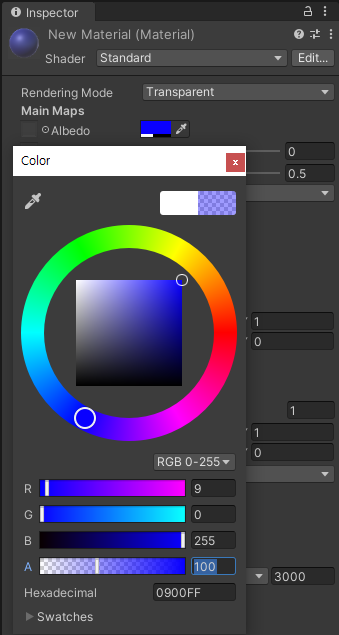 Inspector
New Material (Material)
Shader Standard Edit...
Rendering Mode Transparent
Main Maps
Albedo
0
Color x
0.5
1
0
1
1
RGB 0-255
0
R 9
G 0
B 255
A 100
3000
Hexadecimal 0900FF
Swatches